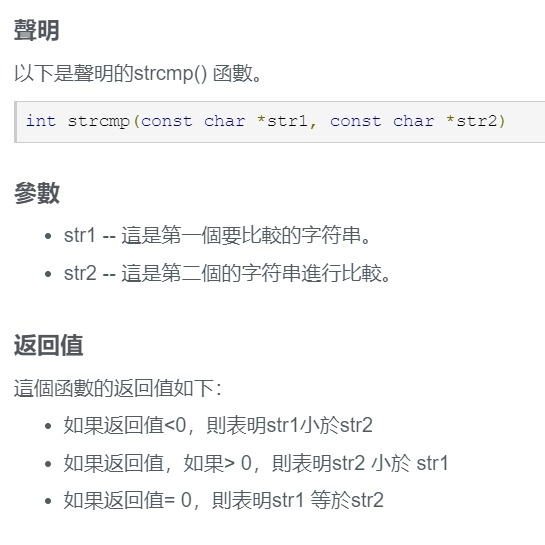 聲明
以下是聲明的strcmp() 函數。
int strcmp(const char *str1, const char *str2)
參數
• str1 -- 這是第一個要比較的字符串。
• str2 -- 這是第二個的字符串進行比較。
返回值
這個函數的返回值如下：
• 如果返回值<0，則表明str1小於str2
• 如果返回值，如果> 0，則表明str2 小於 str1
• 如果返回值= 0，則表明str1 等於str2